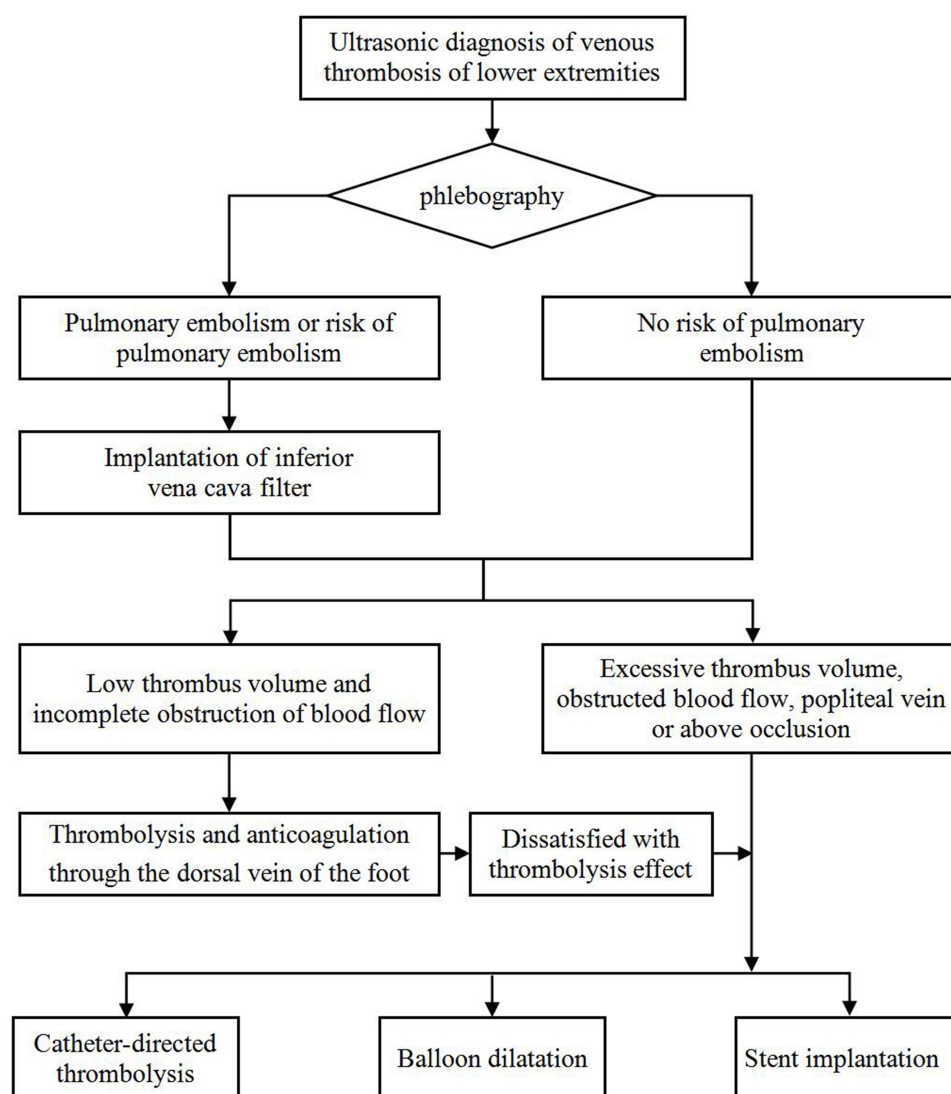 Ultrasonic diagnosis of venous
thrombosis of lower extremities
phlebography
Pulmonary embolism or risk of
pulmonary embolism
No risk of pulmonary
embolism
Implantation of inferior
vena cava filter
Low thrombus volume and
incomplete obstruction of blood flow
Excessive thrombus volume,
obstructed blood flow, popliteal vein
or above occlusion
Thrombolysis and anticoagulation
through the dorsal vein of the foot
Dissatisfied with
thrombolysis effect
Catheter-directed
thrombolysis
Balloon dilatation
Stent implantation